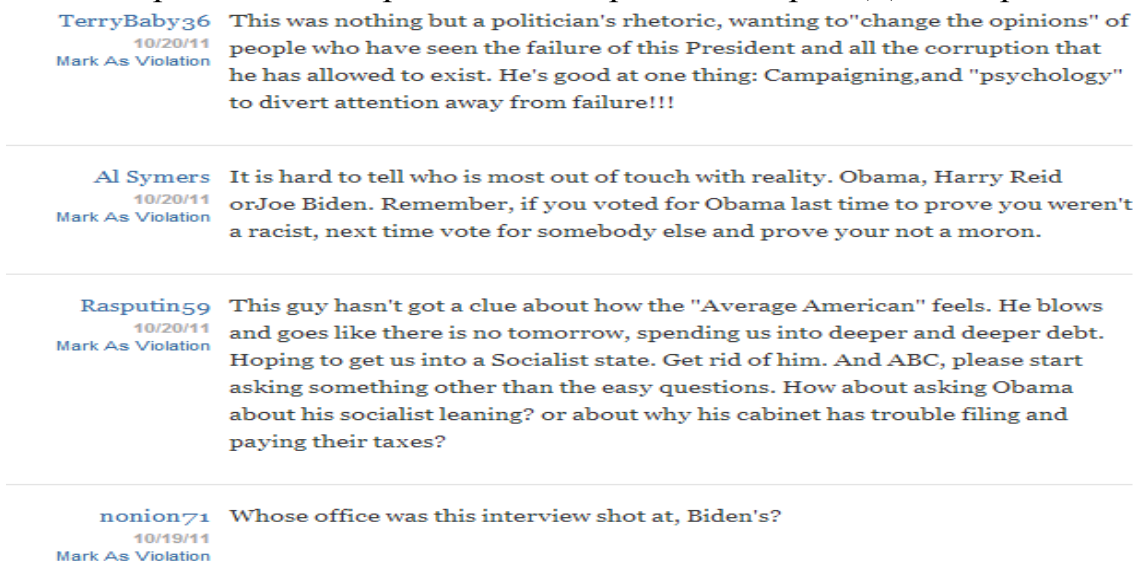 TerryBaby36 This was nothing but a politician's rhetoric, wanting to"change the opinions" of
10/20/11 people who have seen the failure of this President and all the corruption that
Mark As Violation he has allowed to exist. He's good at one thing: Campaigning,and "psychology"
to divert attention away from failure!!!
Al Symers It is hard to tell who is most out of touch with reality. Obama, Harry Reid
10/20/11 orJoe Biden. Remember, if you voted for Obama last time to prove you weren't
Mark As Violation a racist, next time vote for somebody else and prove your not a moron.
Rasputin59 This guy hasn't got a clue about how the "Average American" feels. He blows
10/20/11 and goes like there is no tomorrow, spending us into deeper and deeper debt.
Mark As Violation Hoping to get us into a Socialist state. Get rid of him. And ABC, please start
asking something other than the easy questions. How about asking Obama
about his socialist leaning? or about why his cabinet has trouble filing and
paying their taxes?
nonion71 Whose office was this interview shot at, Biden's?
10/19/11
Mark As Violation